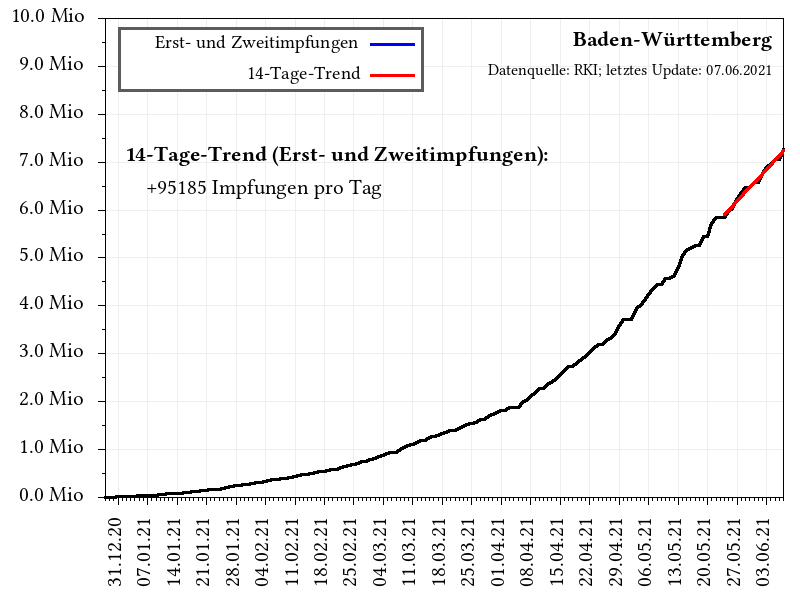 10.0 Mio
9.0 Mio
8.0 Mio
7.0 Mio
6.0 Mio
5.0 Mio
4.0 Mio
3.0 Mio
2.0 Mio
1.0 Mio
0.0 Mio
Erst- und Zweitimpfungen
14-Tage-Trend
Baden-Württemberg
Datenquelle: RKI; letztes Update: 07.06.2021
14-Tage-Trend (Erst- und Zweitimpfungen):
+95185 Impfungen pro Tag
31.12.20
07.01.21
14.01.21
21.01.21
28.01.21
04.02.21
11.02.21
18.02.21
25.02.21
04.03.21
11.03.21
18.03.21
25.03.21
01.04.21
08.04.21
15.04.21
22.04.21
29.04.21
06.05.21
13.05.21
20.05.21
27.05.21
03.06.21